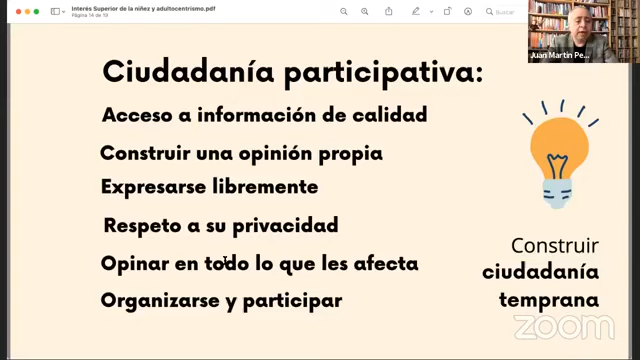 Interés Superior de la niñez y adultocentrismo.pdf
Página 14 de 19
Buscar
Juan Martín Pe...
Ciudadanía participativa:
Acceso a información de calidad
Construir una opinión propia
Expresarse libremente
Respeto a su privacidad
Opinar en todo lo que les afecta
Organizarse y participar
Construir
ciudadanía
temprana
zoom